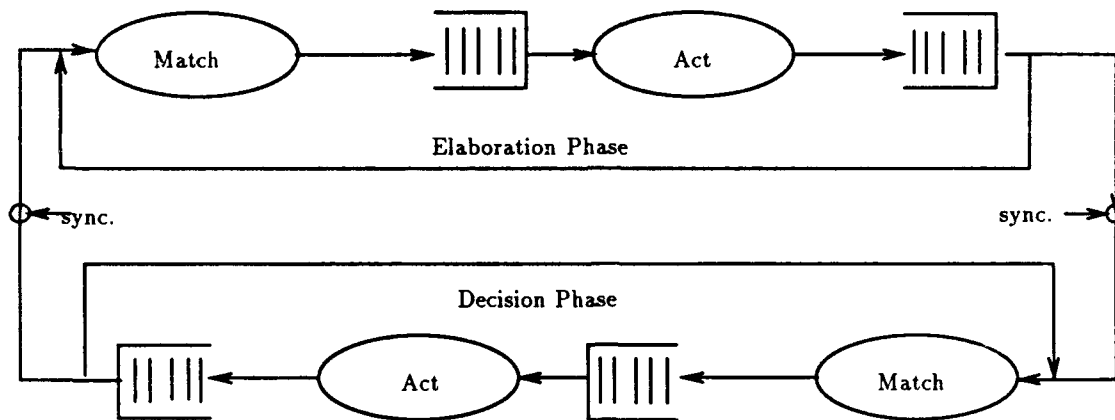 Match
Act
Elaboration Phase
sync.
sync.
Decision Phase
Act
Match